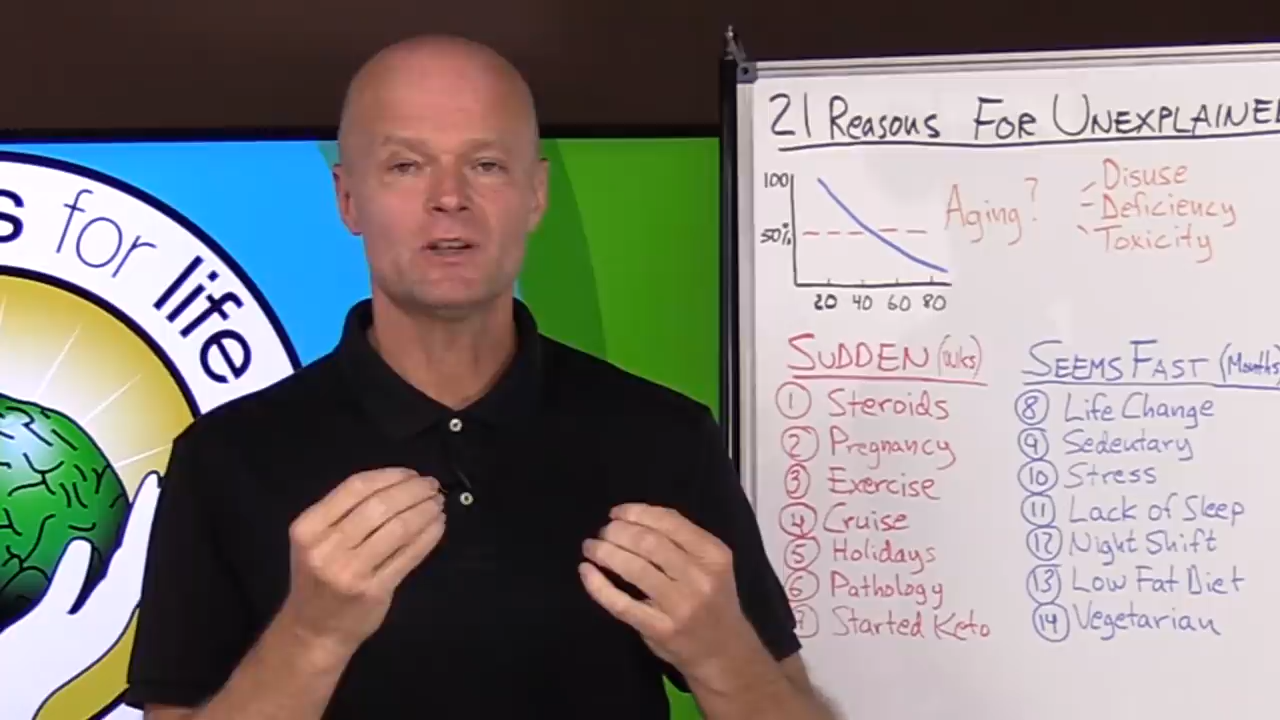 s for life
21 Reasons For UNEXPLAINED
100
50%
20 40 60 80
Aging?
- Disuse
- Deficiency
- Toxicity
SUDDEN (Wks)
1 Steroids
2 Pregnancy
3 Exercise
4 Cruise
5 Holidays
6 Pathology
7 Started Keto
SEEMS FAST (Months)
8 Life Change
9 Sedentary
10 Stress
11 Lack of Sleep
12 Night Shift
13 Low Fat Diet
14 Vegetarian